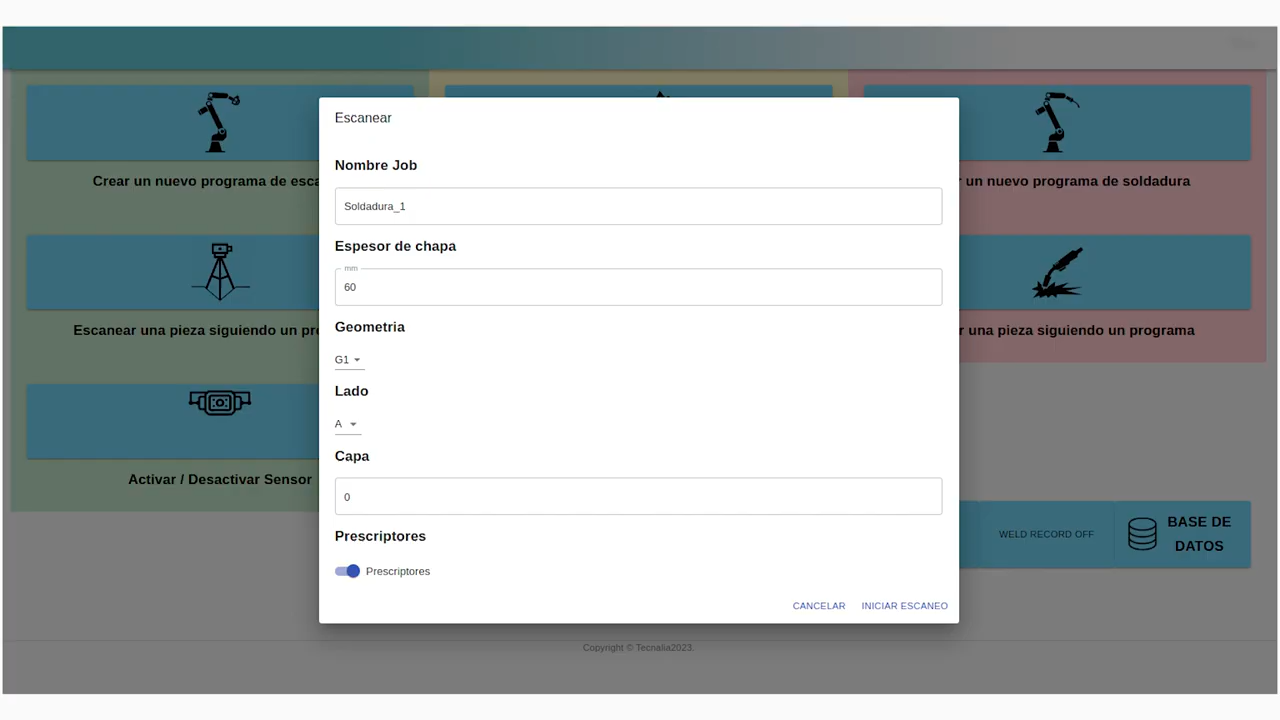 Escanear
Nombre Job
Soldadura_1
Espesor de chapa
mm
60
Geometria
G1
Lado
A
Capa
0
Prescriptores
Prescriptores
CANCELAR
INICIAR ESCANEO
Crear un nuevo programa de esca
un nuevo programa de soldadura
Escanear una pieza siguiendo un pro
una pieza siguiendo un programa
Activar / Desactivar Sensor
WELD RECORD OFF
BASE DE
DATOS
Copyright © Tecnalia2023.